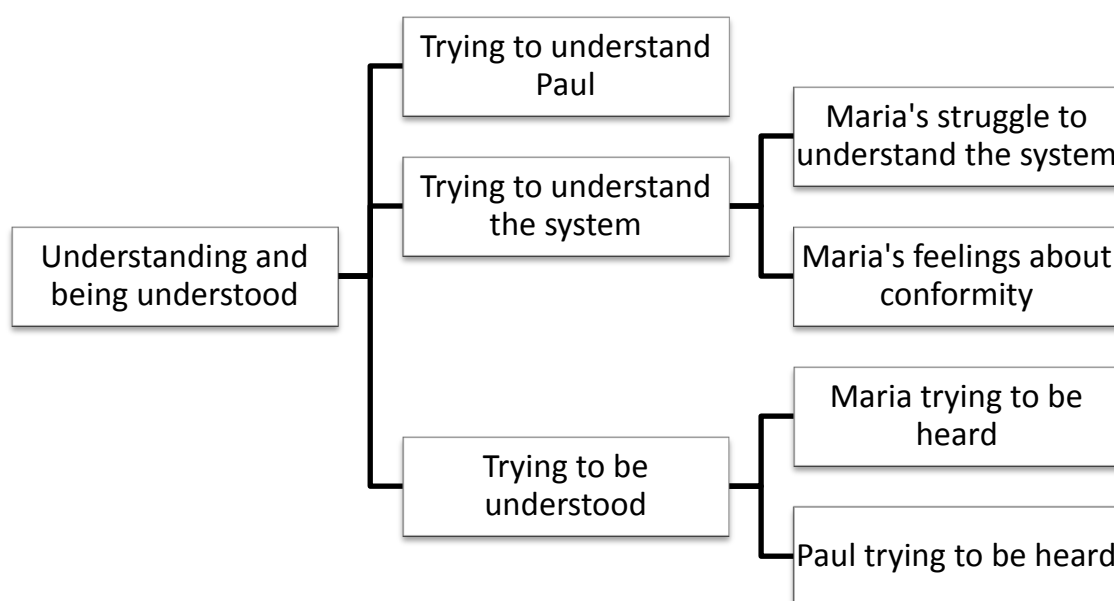 Trying to understand
Paul
Maria's struggle to
understand the system
Trying to understand
the system
Understanding and
being understood
Maria's feelings about
conformity
Maria trying to be
heard
Trying to be
understood
Paul trying to be heard